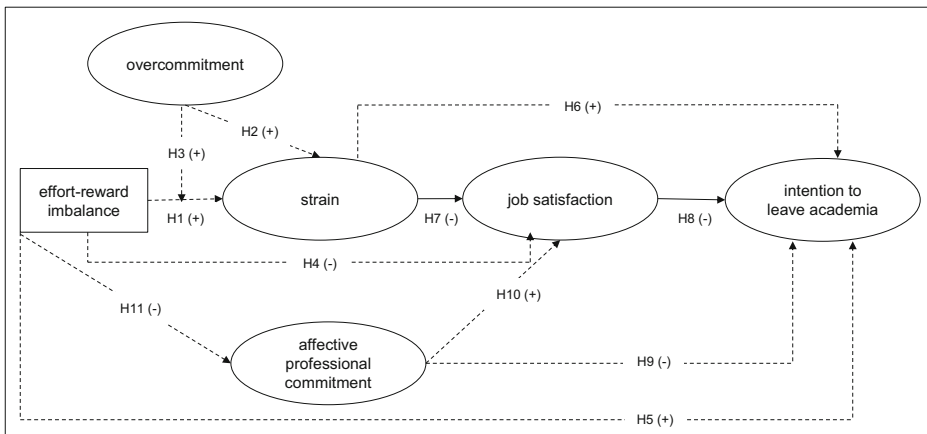 overcommitment
H6 (+)
H2 (+)
H3 (+)
effort-reward
imbalance
H1 (+)
strain
H7 (-)
job satisfaction
H8 (-)
intention to
leave academia
H4 (-)
H10 (+)
H11 (-)
affective
professional
commitment
H9 (-)
H5 (+)